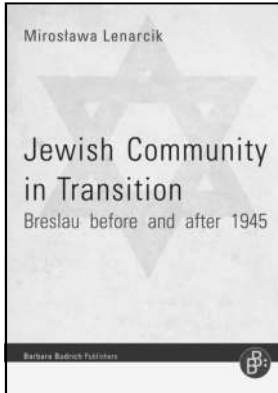 Mirosława Lenarcik
Jewish Community
in Transition
Breslau before and after 1945
Barbara Budrich Publishers
B
B: